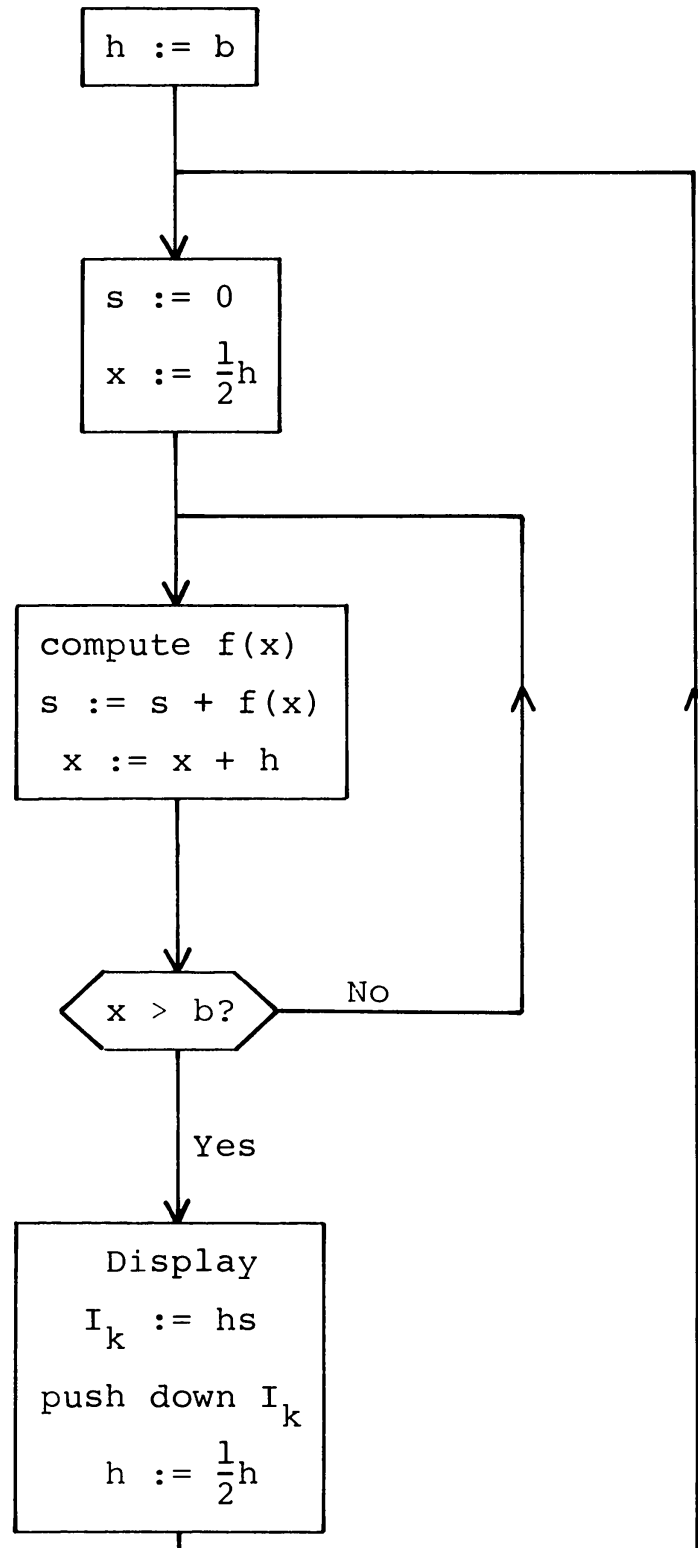 h := b
s := 0
x := ½h
compute f(x)
s := s + f(x)
x := x + h
x > b?
No
Yes
Display
I_k := hs
push down I_k
h := ½h